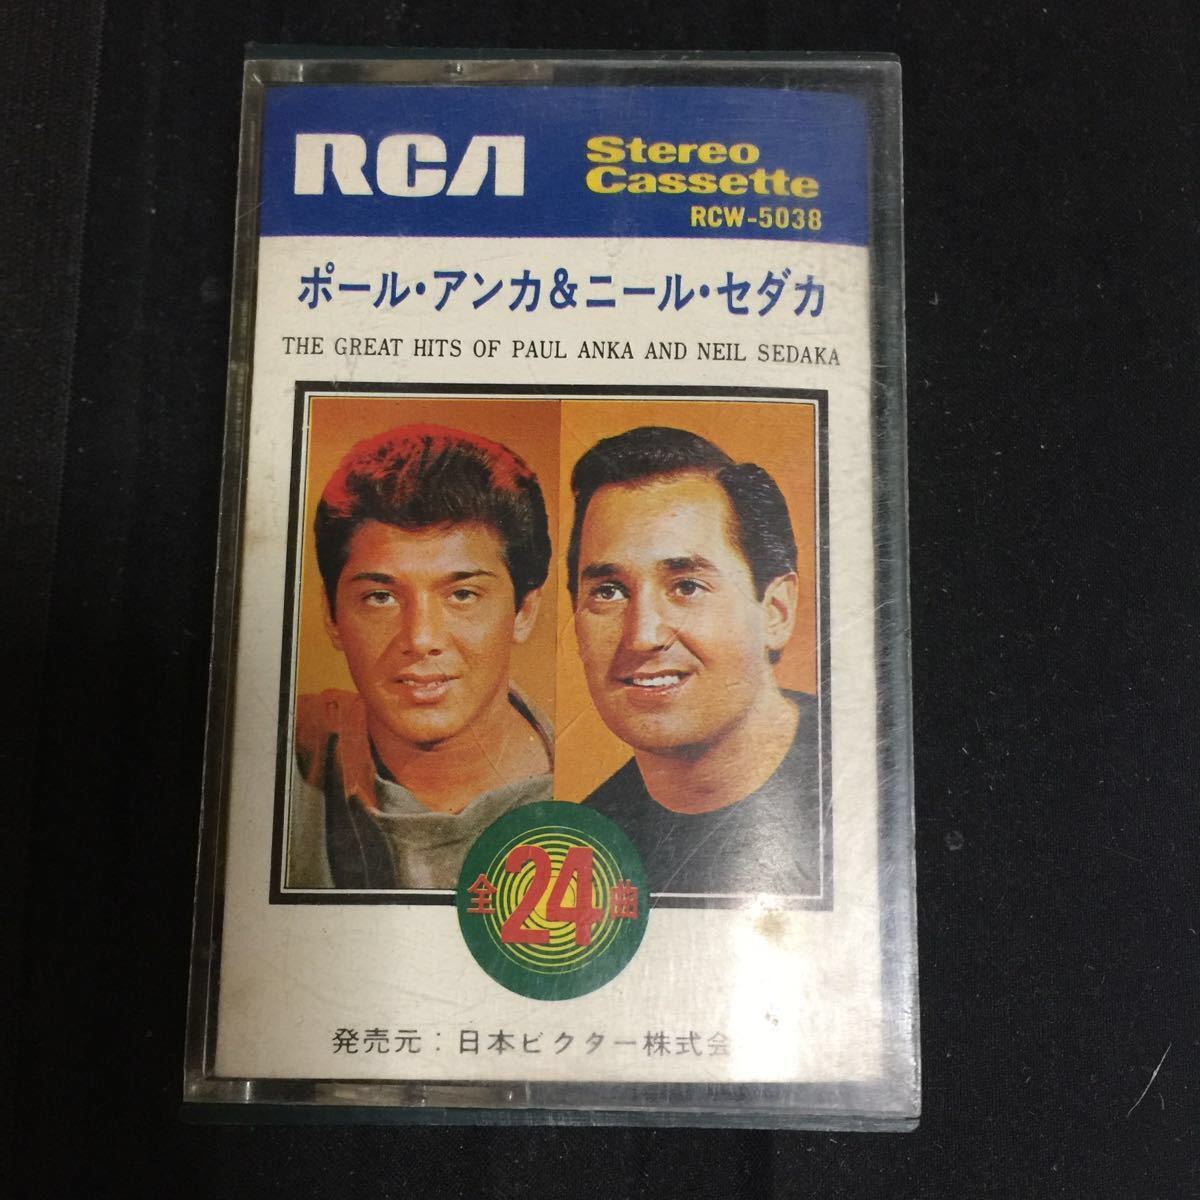 RCA
Stereo
Cassette
RCW-5038
ポール・アンカ&ニール・セダカ
THE GREAT HITS OF PAUL ANKA AND NEIL SEDAKA
全24曲
発売元:日本ビクター株式会